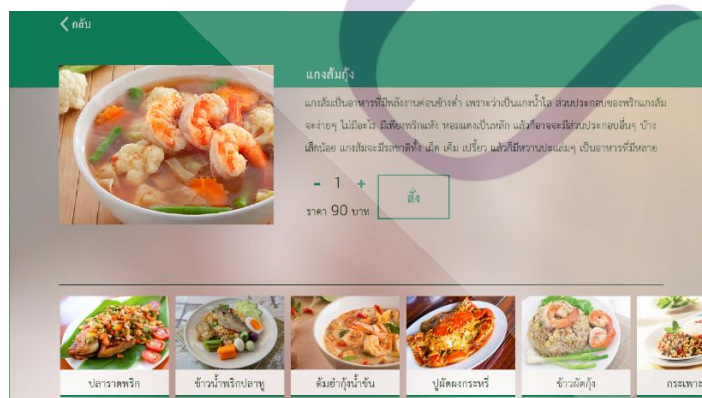 กลับ
แกงส้มกุ้ง
แกงส้มเป็นอาหารที่มีพลังงานค่อนข้างต่ำ เพราะว่าเป็นแกงน้ำใส ส่วนประกอบของพริกแกงส้ม
จะง่ายๆ ไม่มีอะไร มีเพียงพริกแห้ง หอมแดงเป็นหลัก แล้วก็อาจจะมีส่วนประกอบอื่นๆ บ้าง
เล็กน้อย แกงส้มจะมีรสชาติทั้ง เผ็ด เค็ม เปรี้ยว แล้วก็มีหวานปะแล่มๆ เป็นอาหารที่มีหลาย
- 1 +
สั่ง
ราคา 90 บาท
ปลาราดพริก ข้าวน้ำพริกปลาทู ต้มยำกุ้งน้ำข้น ปูผัดผงกระหรี่ ข้าวผัดกุ้ง กระเพาะ